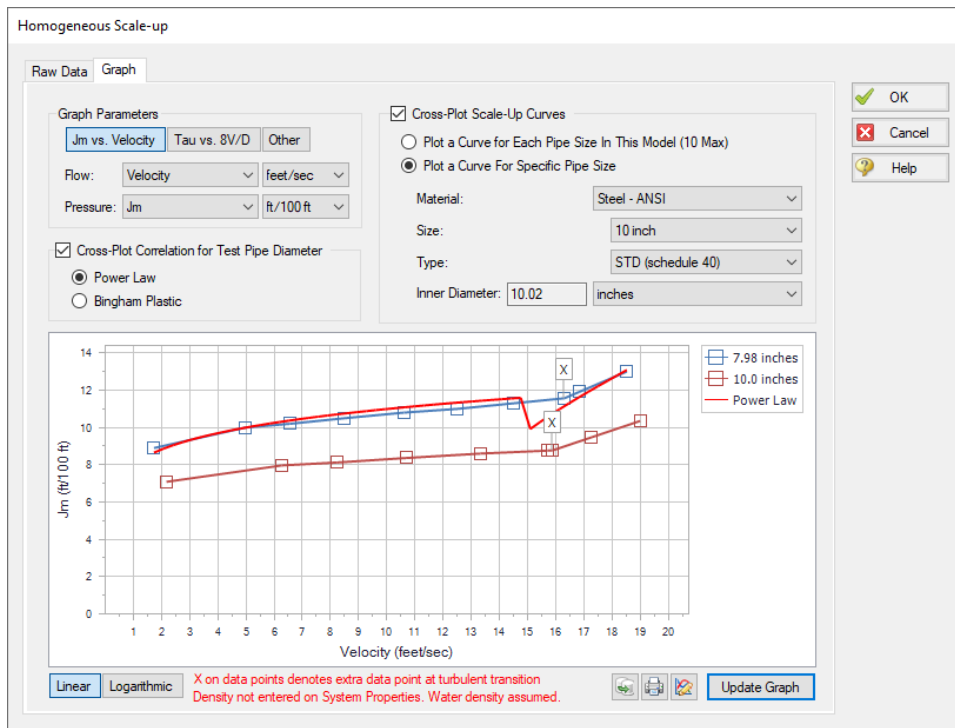 Homogeneous Scale-up
Raw Data Graph
Graph Parameters
Jm vs. Velocity Tau vs. 8V/D Other
Flow: Velocity feet/sec
Pressure: Jm ft/100 ft
Cross-Plot Correlation for Test Pipe Diameter
Power Law
Bingham Plastic
Cross-Plot Scale-Up Curves
Plot a Curve for Each Pipe Size In This Model (10 Max)
Plot a Curve For Specific Pipe Size
Material: Steel - ANSI
Size: 10 inch
Type: STD (schedule 40)
Inner Diameter: 10.02 inches
OK
Cancel
Help
14
12
10
8
6
4
2
0
Jm (ft/100 ft)
X
X
7.98 inches
10.0 inches
Power Law
1 2 4 5 6 7 8 9 10 11 12 13 14 15 16 17 18 19 20
Velocity (feet/sec)
Linear Logarithmic
X on data points denotes extra data point at turbulent transition
Density not entered on System Properties. Water density assumed.
Update Graph